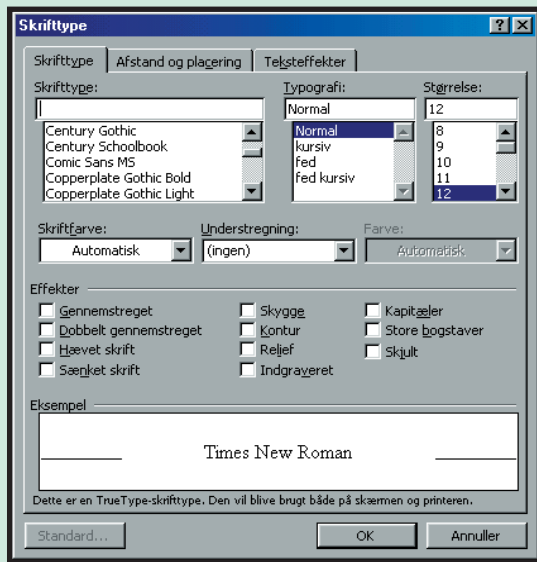 Skrifttype
Skrifttype Afstand og placering Teksteffekter
Skrifttype: Typografi: Størrelse:
Normal 12
Century Gothic Normal 8
Century Schoolbook kursiv 9
Comic Sans MS fed 10
Copperplate Gothic Bold fed kursiv 11
Copperplate Gothic Light 12
Skriftfarve: Understregning: Farve:
Automatisk (ingen) Automatisk
Effekter
Gennemstreget Skygge Kapitæler
Dobbelt gennemstreget Kontur Store bogstaver
Hævet skrift Relief Skjult
Sænket skrift Indgraveret
Eksempel
Times New Roman
Dette er en TrueType-skrifttype. Den vil blive brugt både på skærmen og printeren.
Standard... OK Annuller